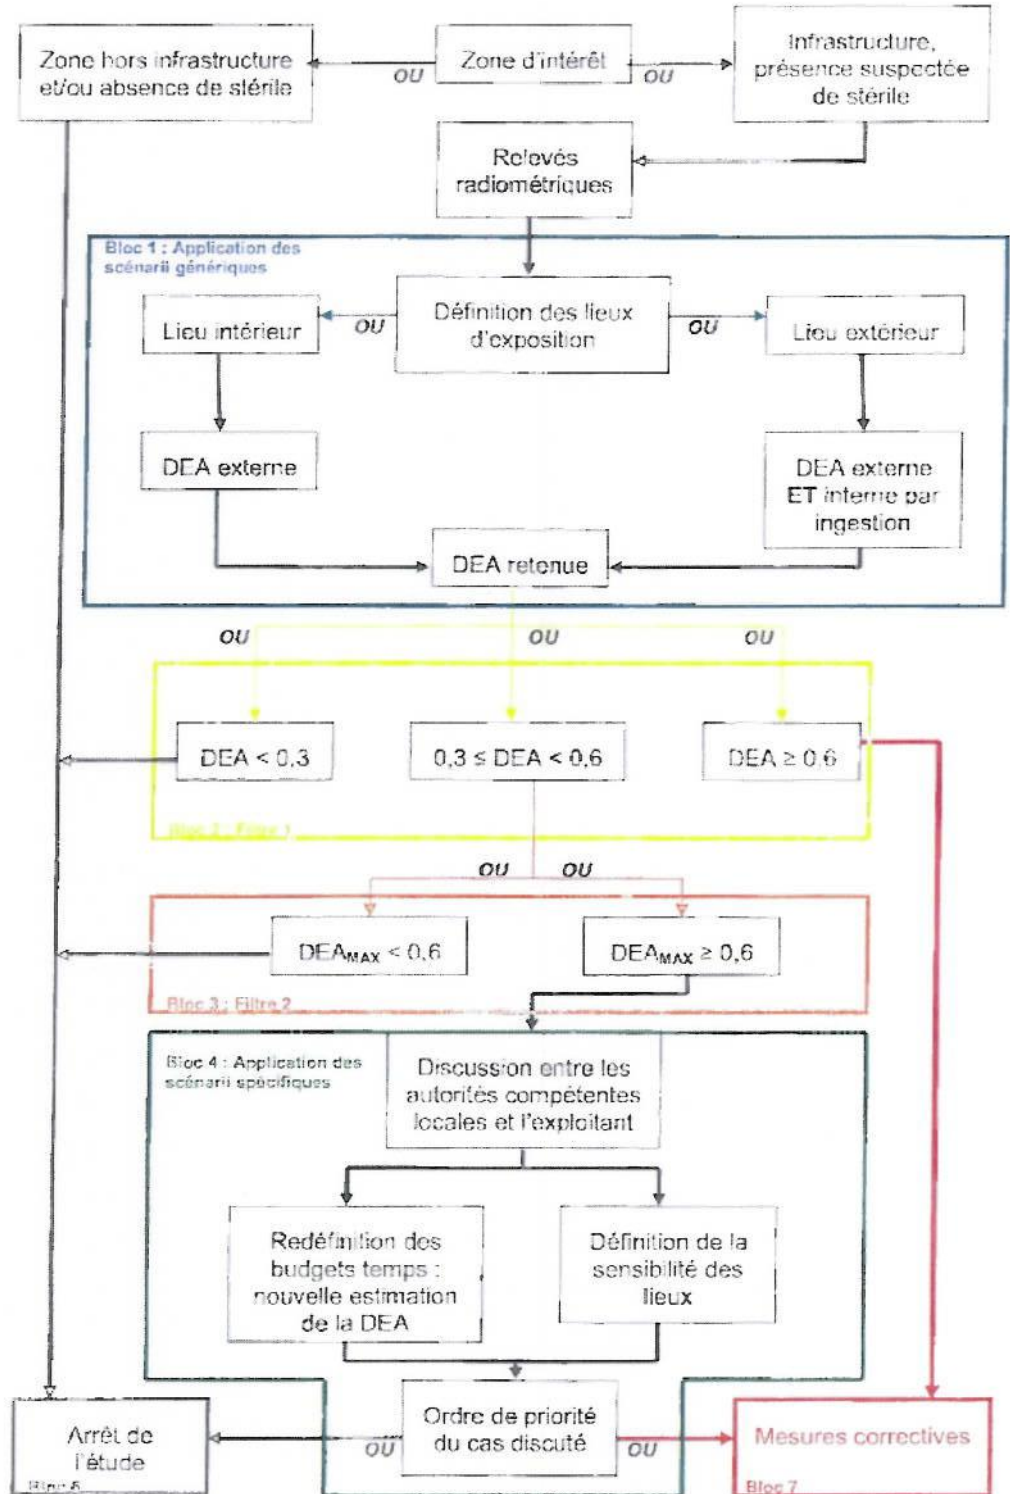 Zone hors infrastructure
et/ou absence de stérile
OU
Zone d'intérêt
OU
Infrastructure,
présence suspectée
de stérile
Relevés
radiométriques
Bloc 1 : Application des
scénarii génériques
Lieu intérieur
OU
Définition des lieux
d'exposition
OU
Lieu extérieur
DEA externe
DEA externe
ET interne par
ingestion
DEA retenue
OU
OU
OU
DEA < 0,3
0,3 ≤ DEA < 0,6
DEA ≥ 0,6
Bloc 2 : Filtre 1
OU
OU
DEAMAX < 0,6
DEAMAX ≥ 0,6
Bloc 3 : Filtre 2
Bloc 4 : Application des
scénarii spécifiques
Discussion entre les
autorités compétentes
locales et l'exploitant
Redéfinition des
budgets temps :
nouvelle estimation
de la DEA
Définition de la
sensibilité des
lieux
Arrêt de
l'étude
Bloc
OU
Ordre de priorité
du cas discuté
OU
Mesures correctives
Bloc 7